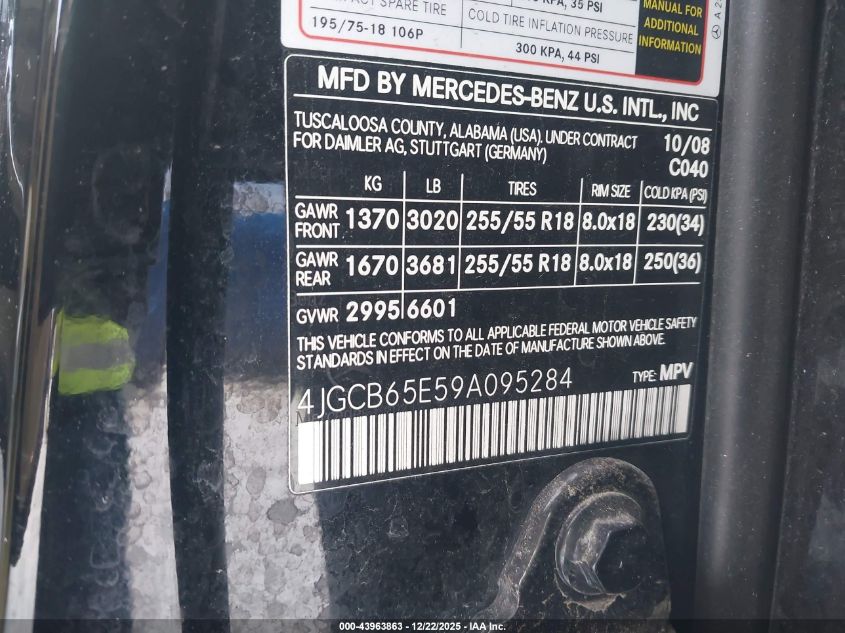 SPARE TIRE
195/75-18 106P
KPA, 35 PSI
COLD TIRE INFLATION PRESSURE
300 KPA, 44 PSI
MANUAL FOR
ADDITIONAL
INFORMATION
MFD BY MERCEDES-BENZ U.S. INTL., INC
TUSCALOOSA COUNTY, ALABAMA (USA). UNDER CONTRACT
FOR DAIMLER AG, STUTTGART (GERMANY)
10/08
C040
KG LB TIRES RIM SIZE COLD KPA (PSI)
GAWR FRONT 1370 3020 255/55 R18 8.0x18 230(34)
GAWR REAR 1670 3681 255/55 R18 8.0x18 250(36)
GVWR 2995 6601
THIS VEHICLE CONFORMS TO ALL APPLICABLE FEDERAL MOTOR VEHICLE SAFETY
STANDARDS IN EFFECT ON THE DATE OF MANUFACTURE SHOWN ABOVE.
4JGCB65E59A095284 TYPE: MPV
000-43963863 - 12/22/2025 - IAA Inc.